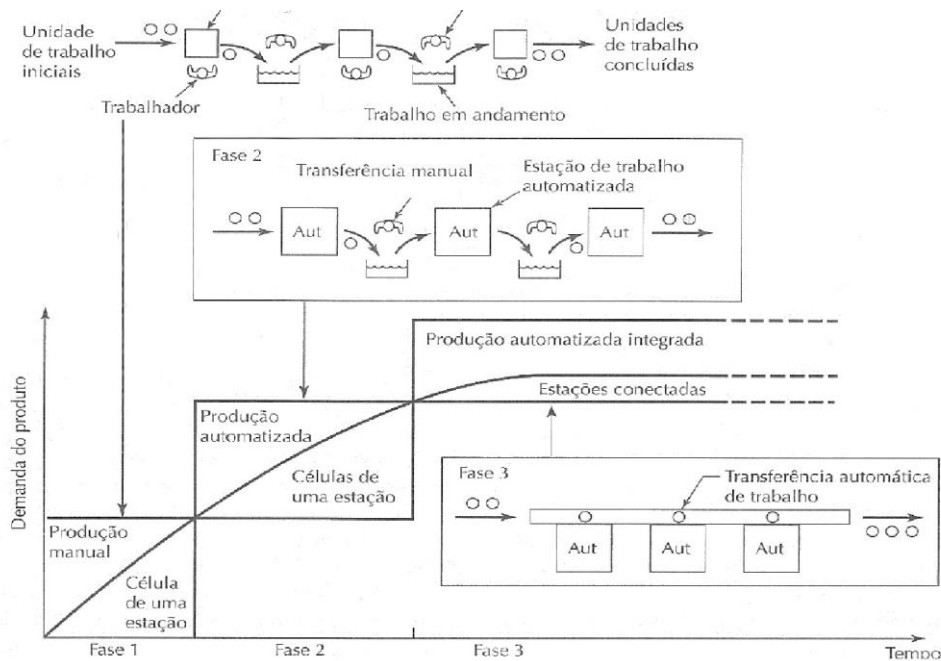 Unidade
de trabalho
iniciais
Unidades
de trabalho
concluídas
Trabalhador
Trabalho em andamento
Fase 2
Transferência manual
Estação de trabalho
automatizada
Aut
Aut
Aut
Demanda do produto
Produção automatizada integrada
Estações conectadas
Produção
automatizada
Células de
uma estação
Produção
manual
Célula
de uma
estação
Fase 3
Transferência automática
de trabalho
Aut
Aut
Aut
Fase 1
Fase 2
Fase 3
Tempo